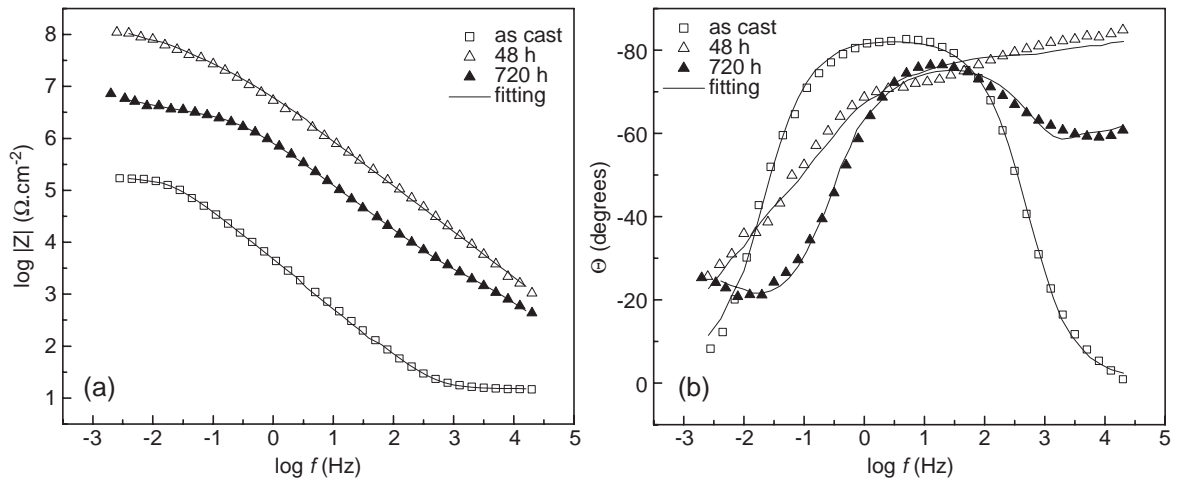 8
7
6
5
4
3
2
1
log |Z| (Ω.cm-2)
as cast
48 h
720 h
fitting
(a)
-3 -2 -1 0 1 2 3 4 5
log f (Hz)
-80
-60
-40
-20
0
Θ (degrees)
as cast
48 h
720 h
fitting
(b)
-3 -2 -1 0 1 2 3 4 5
log f (Hz)